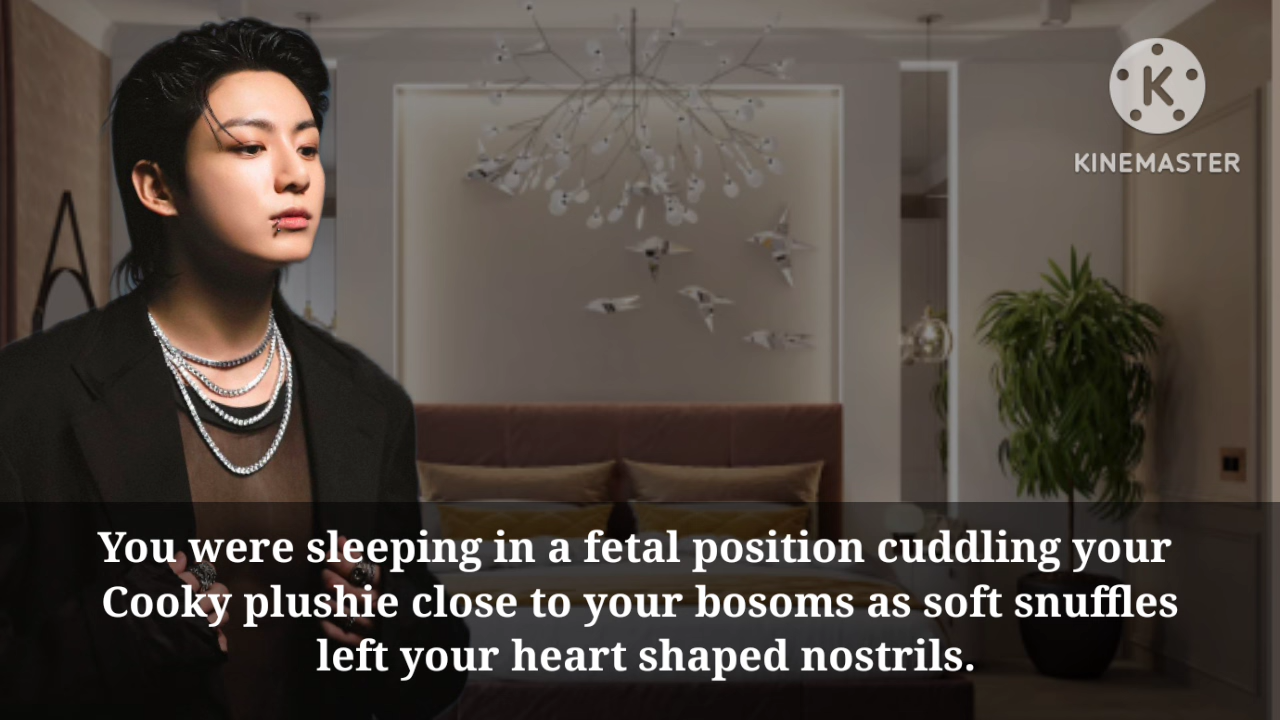 KINEMASTER
You were sleeping in a fetal position cuddling your
Cooky plushie close to your bosoms as soft snuffles
left your heart shaped nostrils.